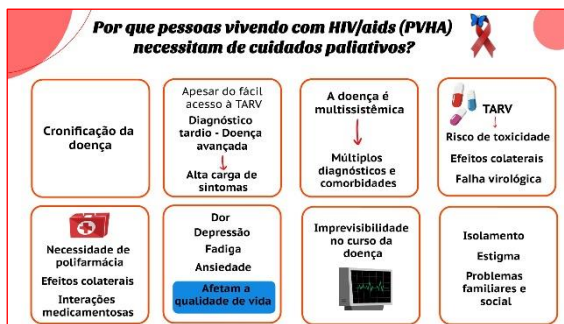 Por que pessoas vivendo com HIV/aids (PVHA)
necessitam de cuidados paliativos?
Cronificação da
doença
Apesar do fácil
acesso à TARV
Diagnóstico
tardio - Doença
avançada
Alta carga de
sintomas
A doença é
multissistêmica
Múltiplos
diagnósticos e
comorbidades
TARV
Risco de toxicidade
Efeitos colaterais
Falha virológica
Necessidade de
polifarmácia
Efeitos colaterais
Interações
medicamentosas
Dor
Depressão
Fadiga
Ansiedade
Afetam a
qualidade de vida
Imprevisibilidade
no curso da
doença
Isolamento
Estigma
Problemas
familiares e
social